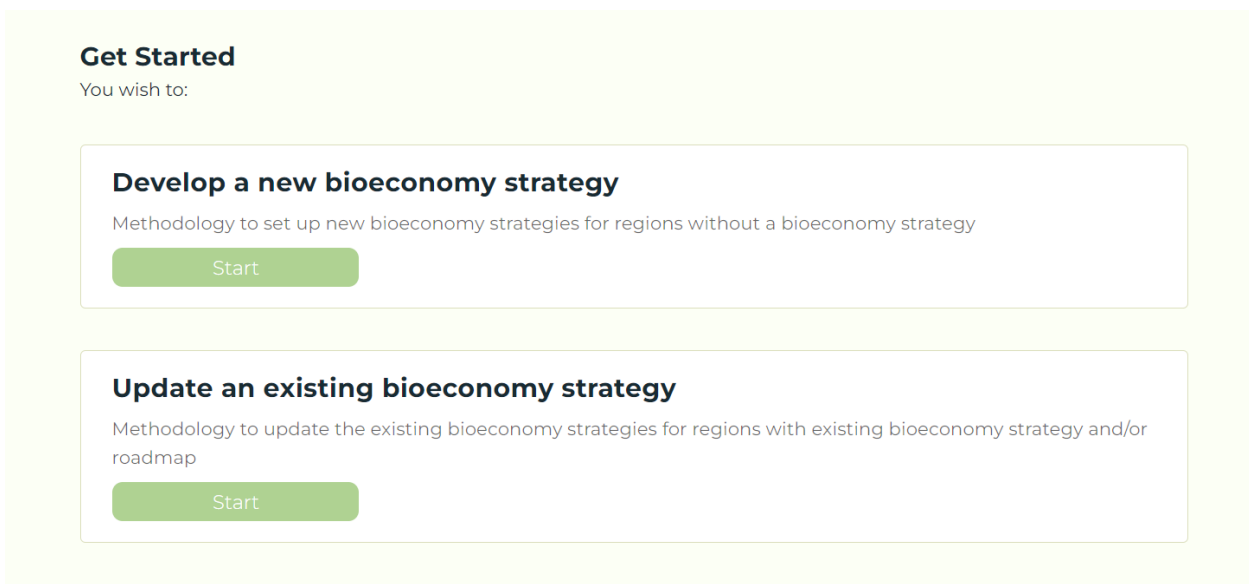 Get Started
You wish to:
Develop a new bioeconomy strategy
Methodology to set up new bioeconomy strategies for regions without a bioeconomy strategy
Start
Update an existing bioeconomy strategy
Methodology to update the existing bioeconomy strategies for regions with existing bioeconomy strategy and/or
roadmap
Start